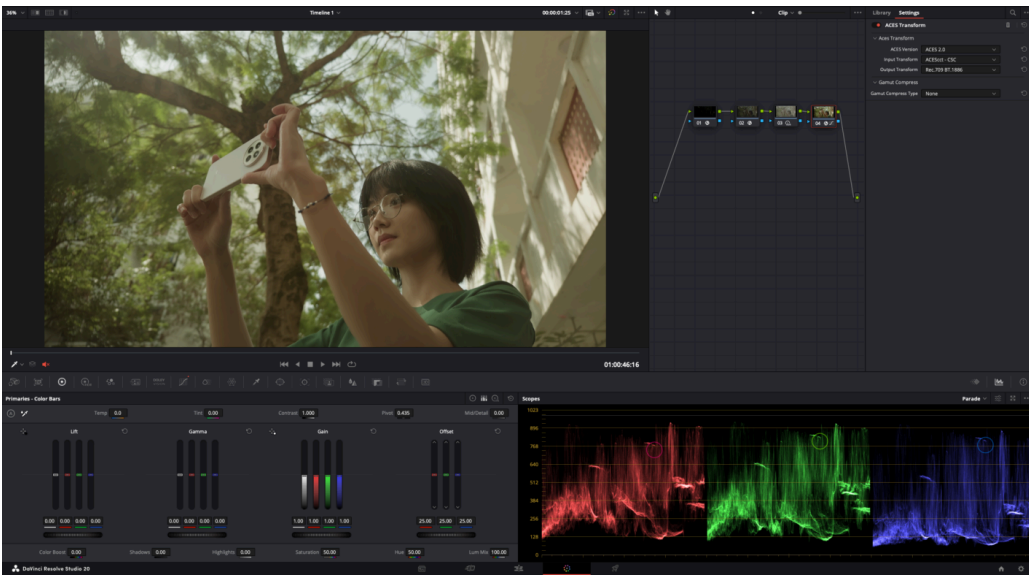 36%
Timeline 1
00:00:01:25
Clip
Library Settings
ACES Transform
Aces Transform
ACES Version ACES 2.0
Input Transform ACEScct - CSC
Output Transform Rec.709 BT.1886
Gamut Compress
Gamut Compress Type None
01 02 03 04
01:00:46:16
Primaries - Color Bars
Temp 0.0 Tint 0.00 Contrast 1.000 Pivot 0.435 Mid/Detail 0.00
Lift Gamma Gain Offset
0.00 0.00 0.00 0.00 0.00 0.00 0.00 0.00 1.00 1.00 1.00 1.00 25.00 25.00 25.00
Color Boost 0.00 Shadows 0.00 Highlights 0.00 Saturation 50.00 Hue 50.00 Lum Mix 100.00
Scopes
Parade
1023
896
768
640
512
384
256
128
0
DaVinci Resolve Studio 20